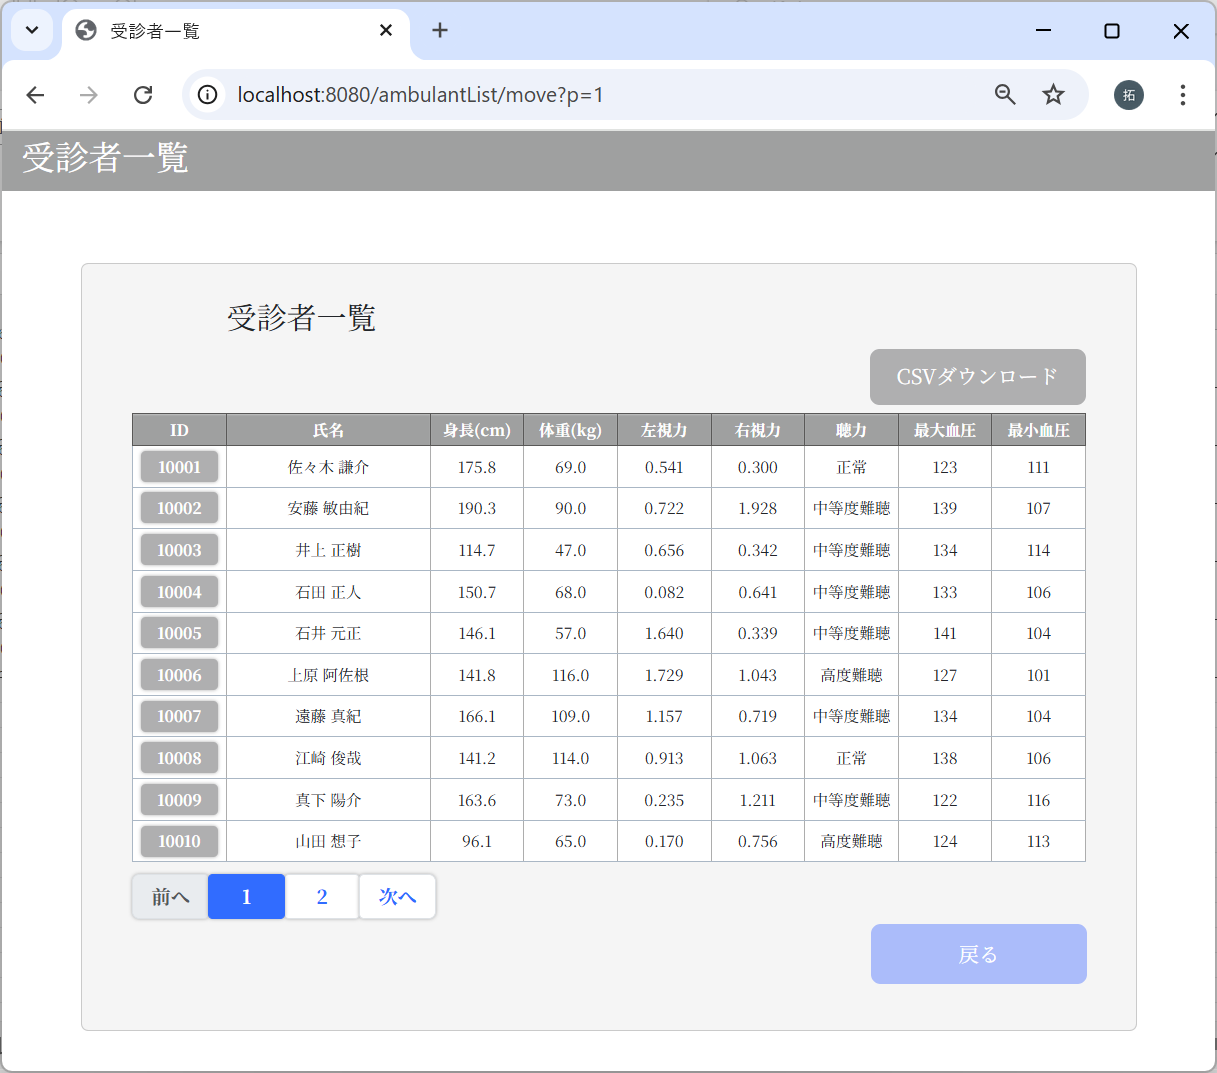 受診者一覧
localhost:8080/ambulantList/move?p=1
拓
受診者一覧
受診者一覧
CSVダウンロード
ID 氏名 身長(cm) 体重(kg) 左視力 右視力 聴力 最大血圧 最小血圧
10001 佐々木 謙介 175.8 69.0 0.541 0.300 正常 123 111
10002 安藤 敏由紀 190.3 90.0 0.722 1.928 中等度難聴 139 107
10003 井上 正樹 114.7 47.0 0.656 0.342 中等度難聴 134 114
10004 石田 正人 150.7 68.0 0.082 0.641 中等度難聴 133 106
10005 石井 元正 146.1 57.0 1.640 0.339 中等度難聴 141 104
10006 上原 阿佐根 141.8 116.0 1.729 1.043 高度難聴 127 101
10007 遠藤 真紀 166.1 109.0 1.157 0.719 中等度難聴 134 104
10008 江崎 俊哉 141.2 114.0 0.913 1.063 正常 138 106
10009 真下 陽介 163.6 73.0 0.235 1.211 中等度難聴 122 116
10010 山田 想子 96.1 65.0 0.170 0.756 高度難聴 124 113
前へ 1 2 次へ
戻る